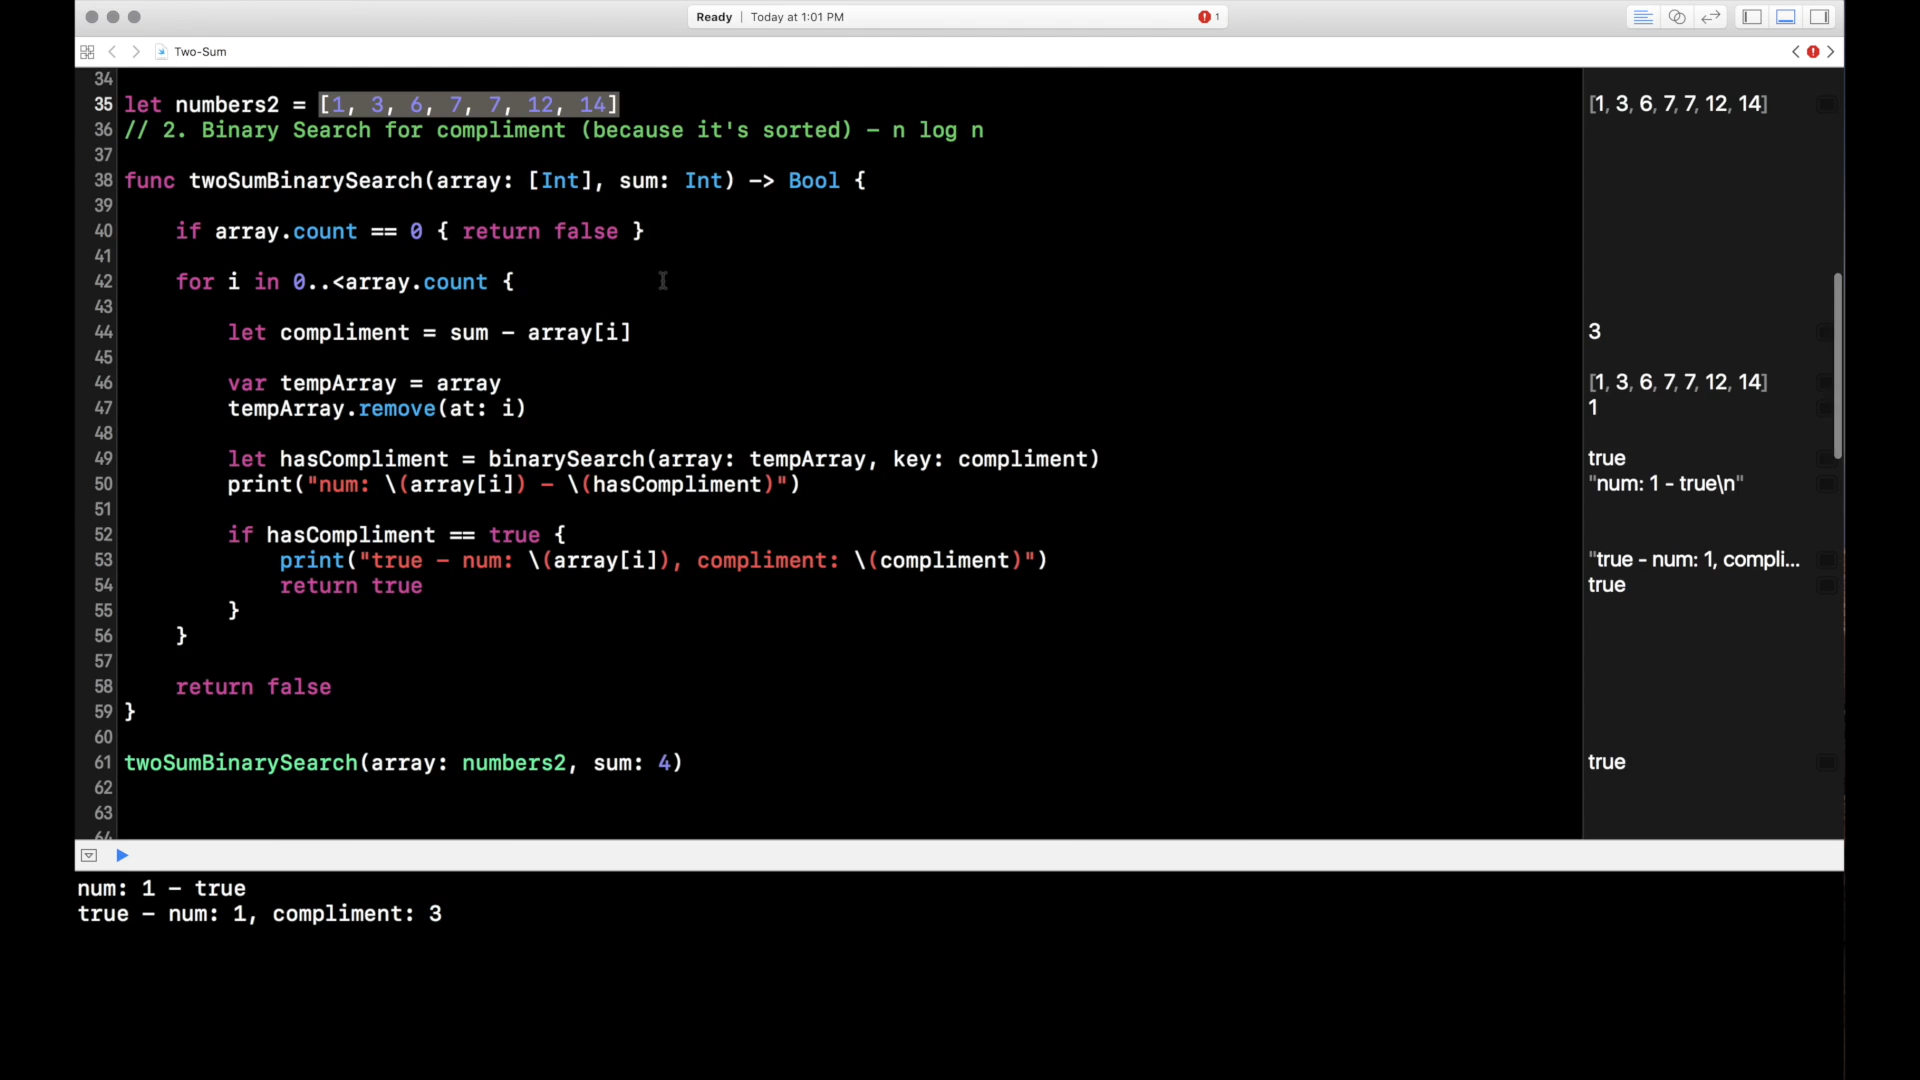 Ready | Today at 1:01 PM 1
Two-Sum
34
35 let numbers2 = [1, 3, 6, 7, 7, 12, 14] [1, 3, 6, 7, 7, 12, 14]
36 // 2. Binary Search for compliment (because it's sorted) – n log n
37
38 func twoSumBinarySearch(array: [Int], sum: Int) -> Bool {
39
40 if array.count == 0 { return false }
41
42 for i in 0..<array.count {
43
44 let compliment = sum - array[i] 3
45
46 var tempArray = array [1, 3, 6, 7, 7, 12, 14]
47 tempArray.remove(at: i) 1
48
49 let hasCompliment = binarySearch(array: tempArray, key: compliment) true
50 print("num: \(array[i]) – \(hasCompliment)") "num: 1 – true\n"
51
52 if hasCompliment == true {
53 print("true – num: \(array[i]), compliment: \(compliment)") "true – num: 1, compli...
54 return true true
55 }
56 }
57
58 return false
59 }
60
61 twoSumBinarySearch(array: numbers2, sum: 4) true
62
63
64
num: 1 – true
true – num: 1, compliment: 3